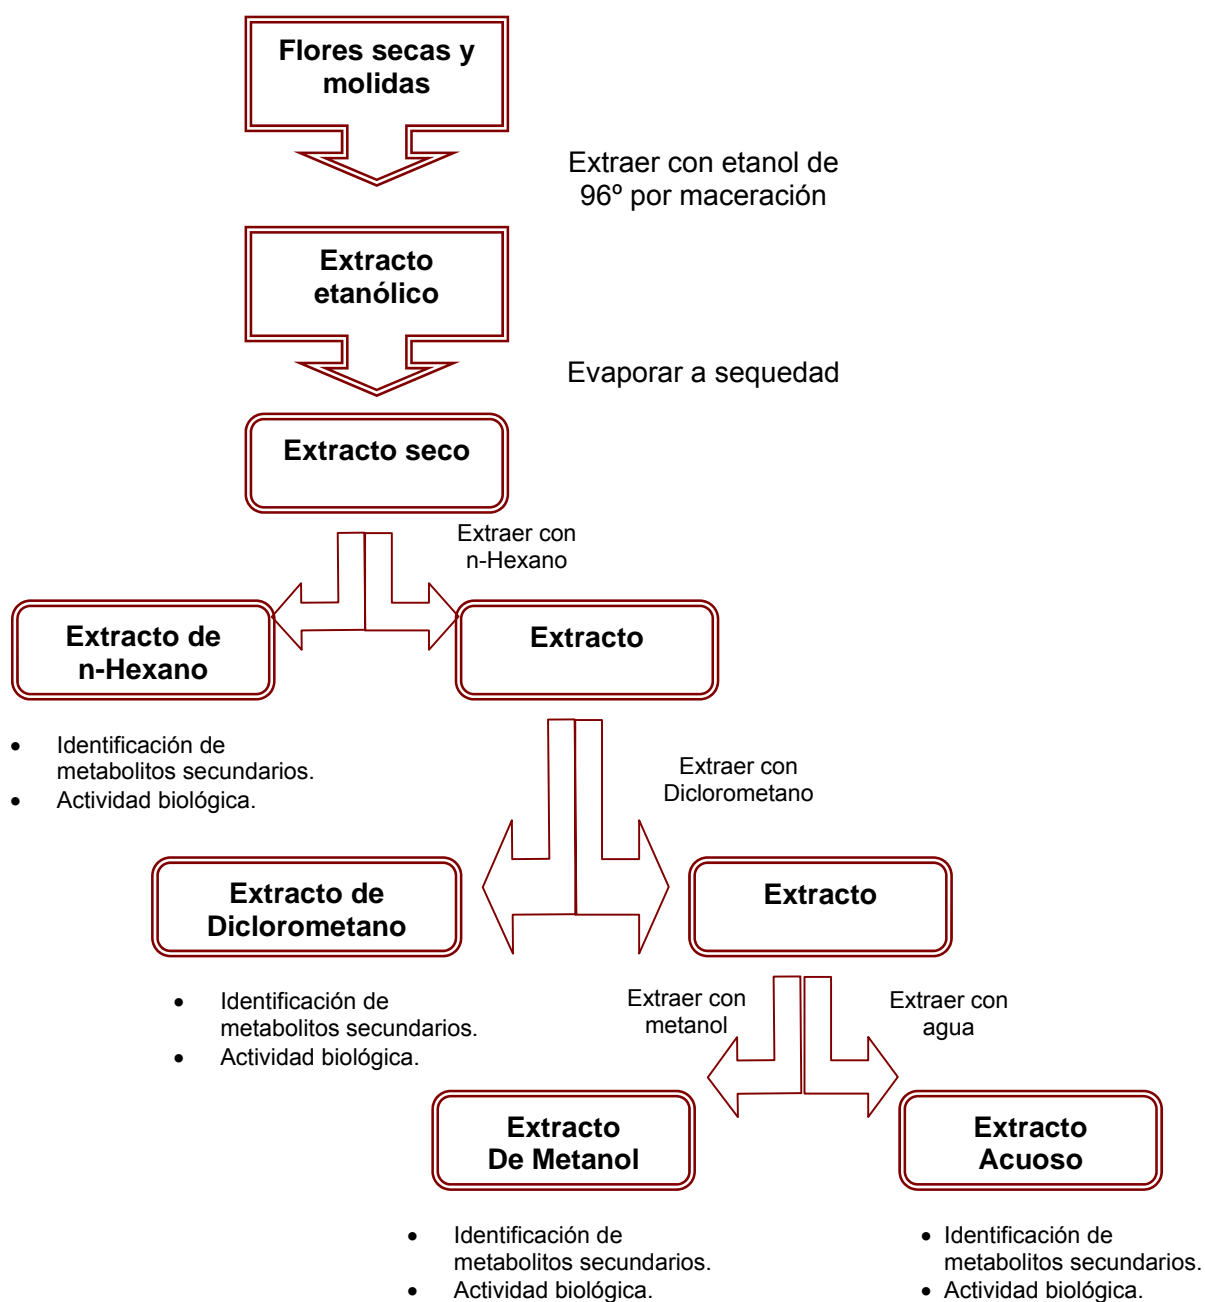 Flores secas y
molidas
Extraer con etanol de
96º por maceración
Extracto
etanólico
Evaporar a sequedad
Extracto seco
Extraer con
n-Hexano
Extracto de
n-Hexano
Extracto
• Identificación de
metabolitos secundarios.
• Actividad biológica.
Extraer con
Diclorometano
Extracto de
Diclorometano
Extracto
• Identificación de
metabolitos secundarios.
• Actividad biológica.
Extraer con
metanol
Extraer con
agua
Extracto
De Metanol
Extracto
Acuoso
• Identificación de
metabolitos secundarios.
• Actividad biológica.
• Identificación de
metabolitos secundarios.
• Actividad biológica.